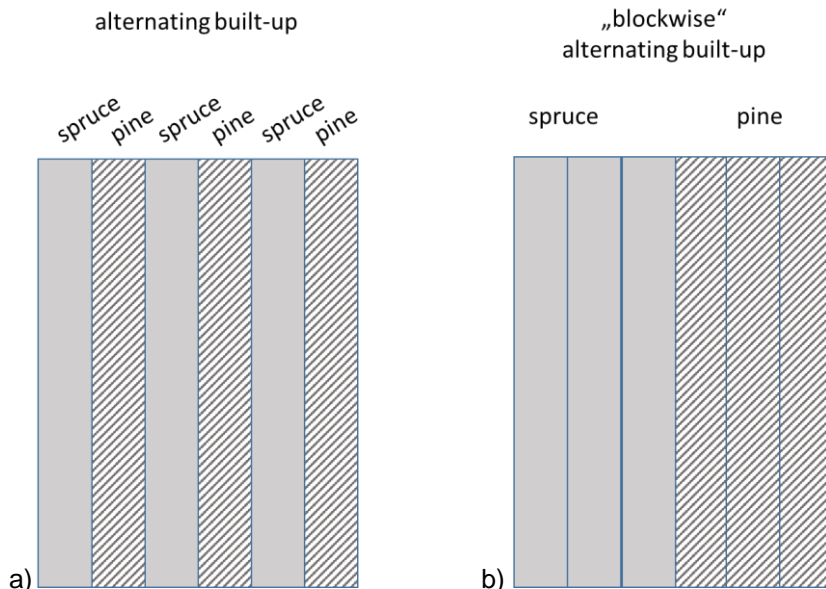 alternating built-up
spruce pine spruce pine spruce pine
a)
„blockwise“
alternating built-up
spruce pine
b)